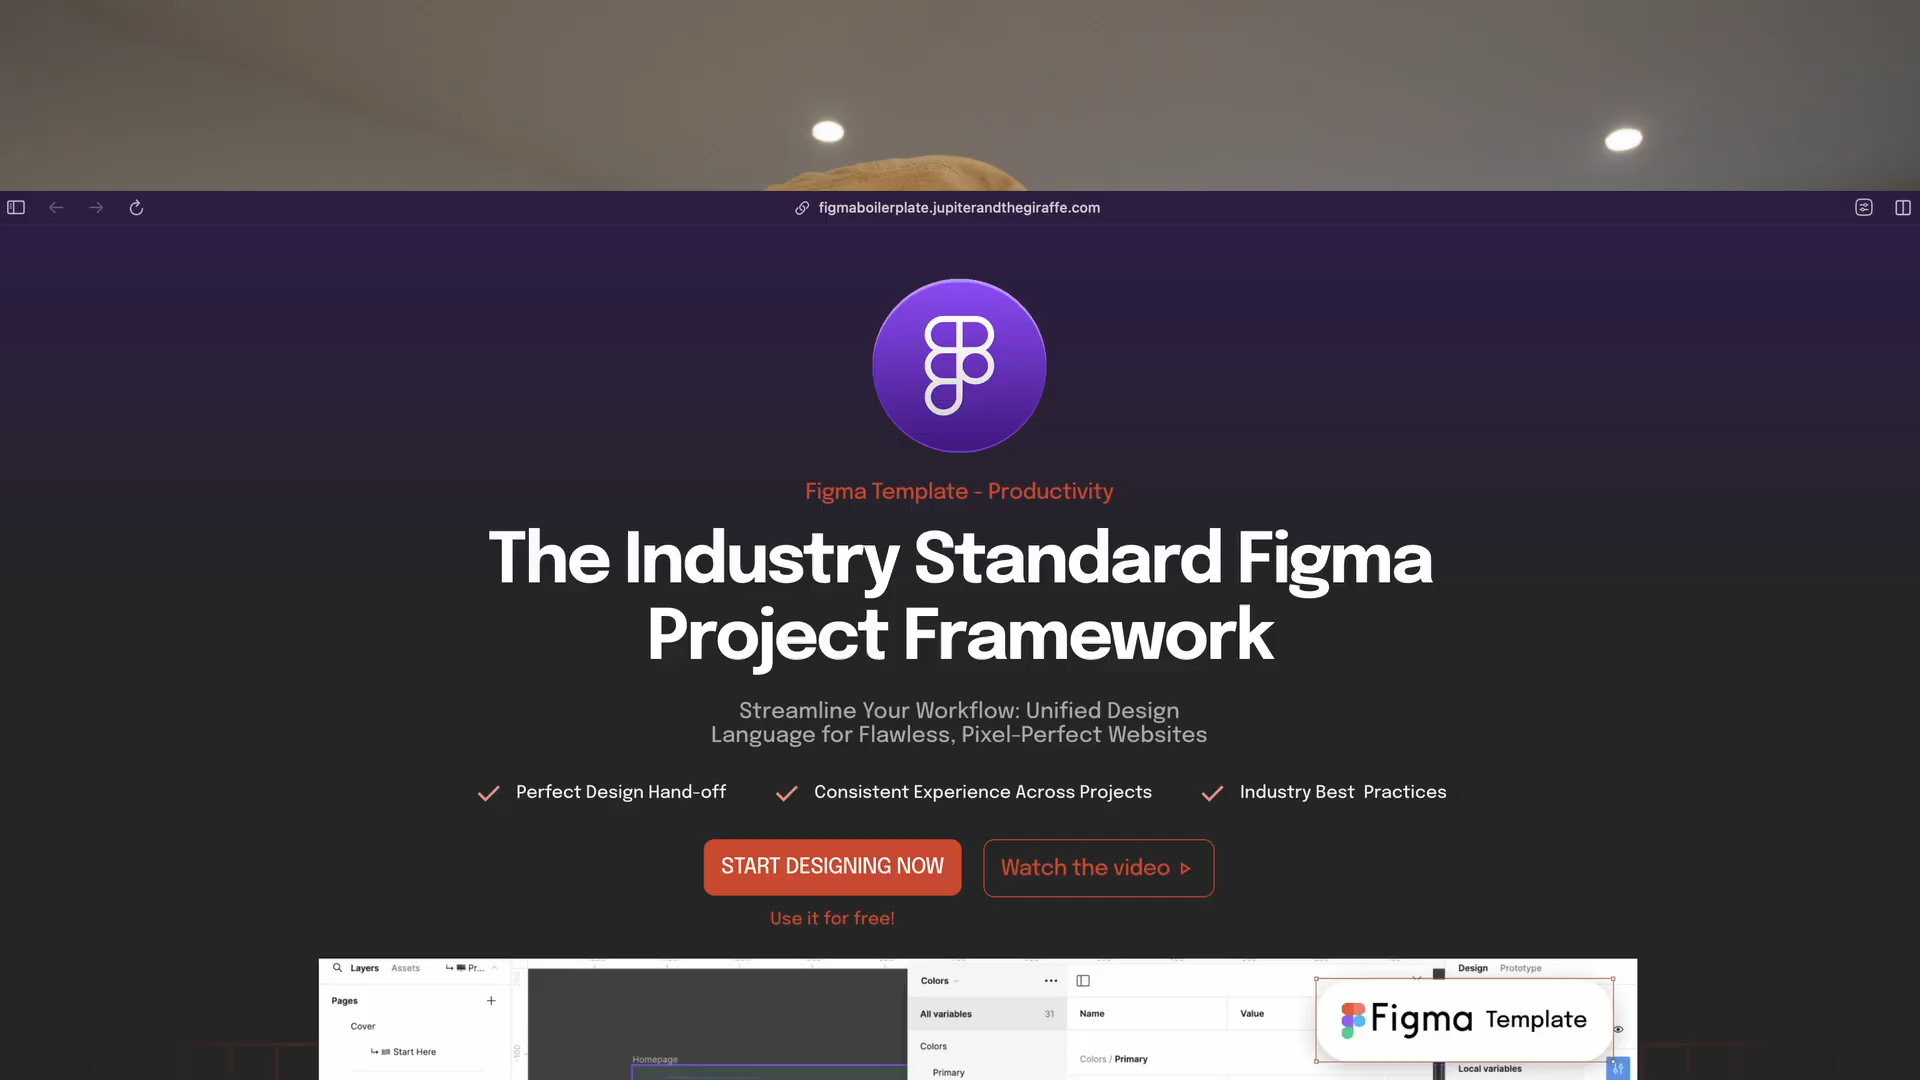 figmaboilerplate.jupiterandthegiraffe.com
Figma Template - Productivity
The Industry Standard Figma
Project Framework
Streamline Your Workflow: Unified Design
Language for Flawless, Pixel-Perfect Websites
Perfect Design Hand-off
Consistent Experience Across Projects
Industry Best Practices
START DESIGNING NOW
Watch the video
Use it for free!
Layers Assets Pr...
Pages
Cover
Start Here
-100
Homepage
Colors
All variables 31
Colors
Primary
Name Value
Colors / Primary
Design Prototype
Figma Template
Local variables